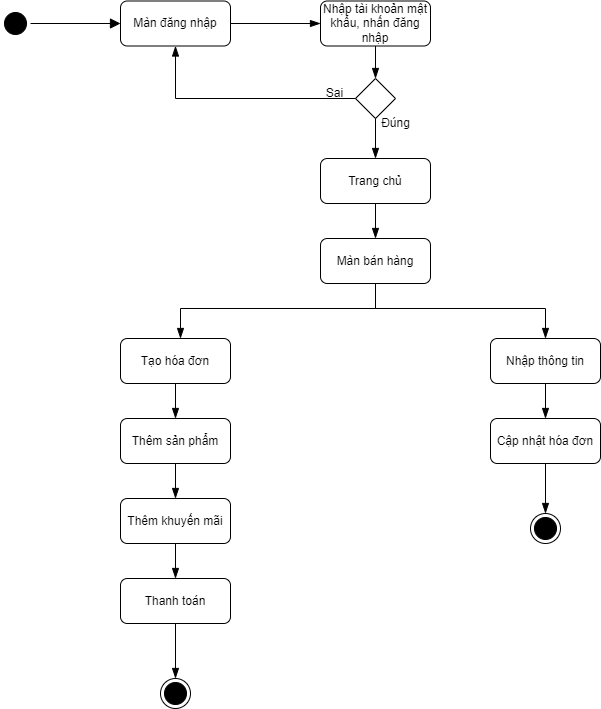 Màn đăng nhập
Nhập tài khoản mật
khẩu, nhấn đăng
nhập
Sai
Đúng
Trang chủ
Màn bán hàng
Tạo hóa đơn
Nhập thông tin
Thêm sản phẩm
Cập nhật hóa đơn
Thêm khuyến mãi
Thanh toán